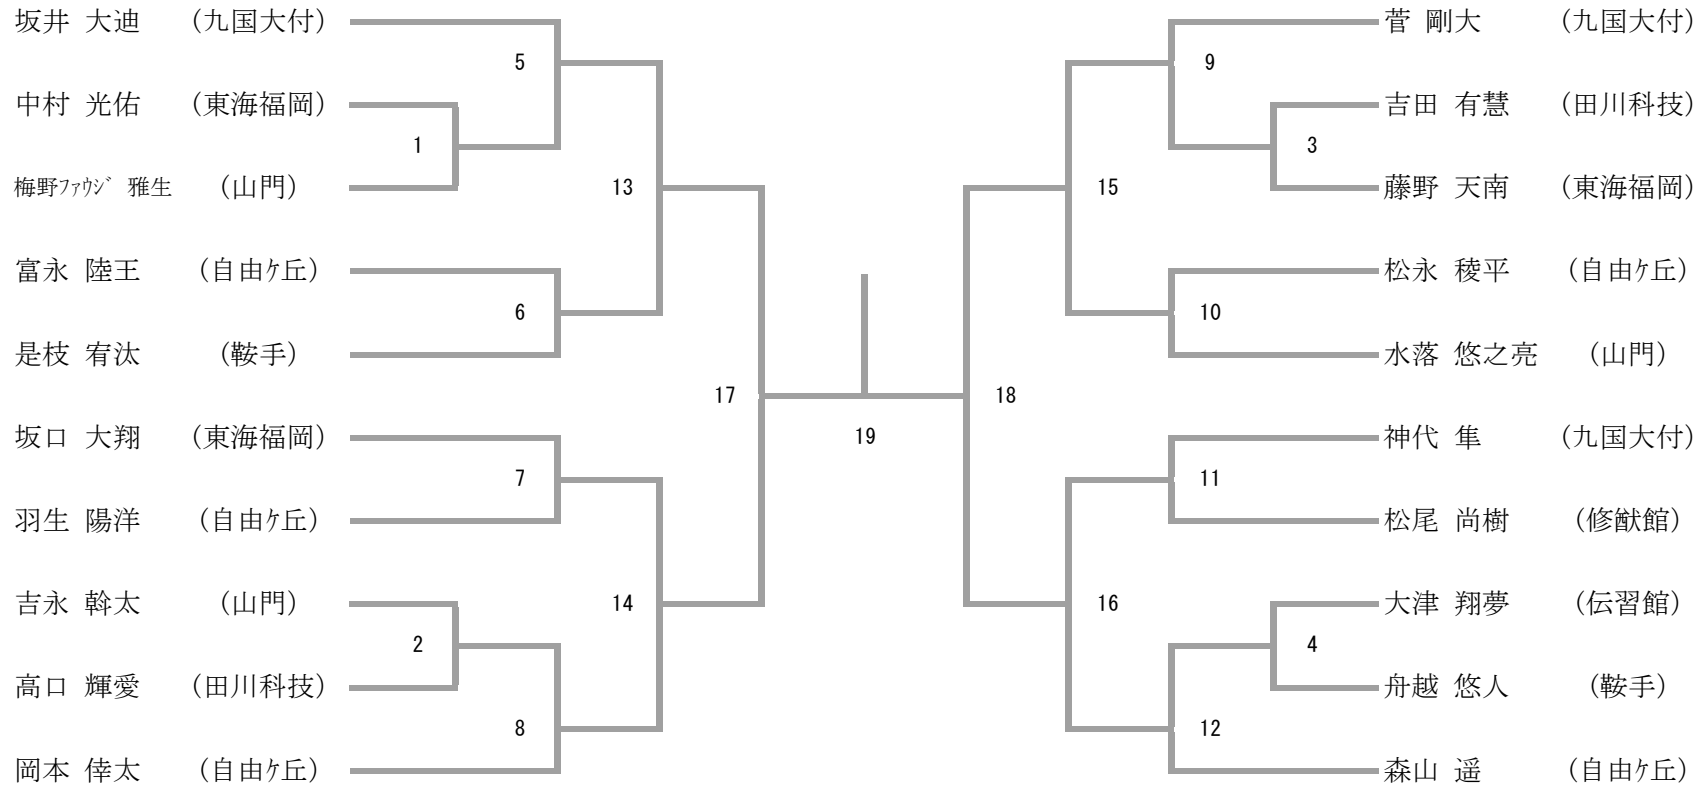 坂井 大迪 (九国大付)
5
中村 光佑 (東海福岡)
1
梅野ﾌｧｳｼﾞ 雅生 (山門)
13
富永 陸王 (自由ｹ丘)
6
是枝 宥汰 (鞍手)
17
坂口 大翔 (東海福岡)
7
羽生 陽洋 (自由ｹ丘)
吉永 斡太 (山門)
14
2
高口 輝愛 (田川科技)
8
岡本 倖太 (自由ｹ丘)
19
菅 剛大 (九国大付)
9
吉田 有慧 (田川科技)
3
藤野 天南 (東海福岡)
15
松永 稜平 (自由ｹ丘)
10
水落 悠之亮 (山門)
18
神代 隼 (九国大付)
11
松尾 尚樹 (修猷館)
大津 翔夢 (伝習館)
16
4
舟越 悠人 (鞍手)
12
森山 遥 (自由ｹ丘)